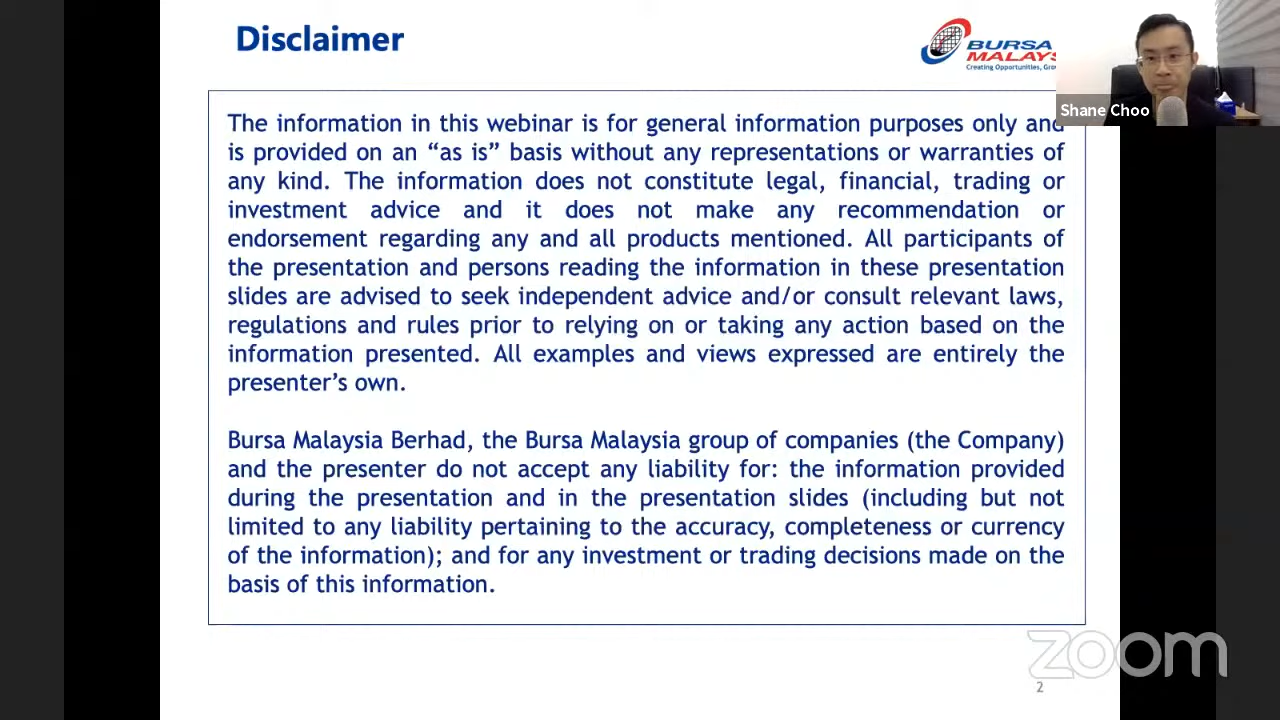 Disclaimer
BURSA
MALAYS
Creating Opportunities, Gro
Shane Choo
The information in this webinar is for general information purposes only and
is provided on an “as is” basis without any representations or warranties of
any kind. The information does not constitute legal, financial, trading or
investment advice and it does not make any recommendation or
endorsement regarding any and all products mentioned. All participants of
the presentation and persons reading the information in these presentation
slides are advised to seek independent advice and/or consult relevant laws,
regulations and rules prior to relying on or taking any action based on the
information presented. All examples and views expressed are entirely the
presenter’s own.
Bursa Malaysia Berhad, the Bursa Malaysia group of companies (the Company)
and the presenter do not accept any liability for: the information provided
during the presentation and in the presentation slides (including but not
limited to any liability pertaining to the accuracy, completeness or currency
of the information); and for any investment or trading decisions made on the
basis of this information.
zoom
2